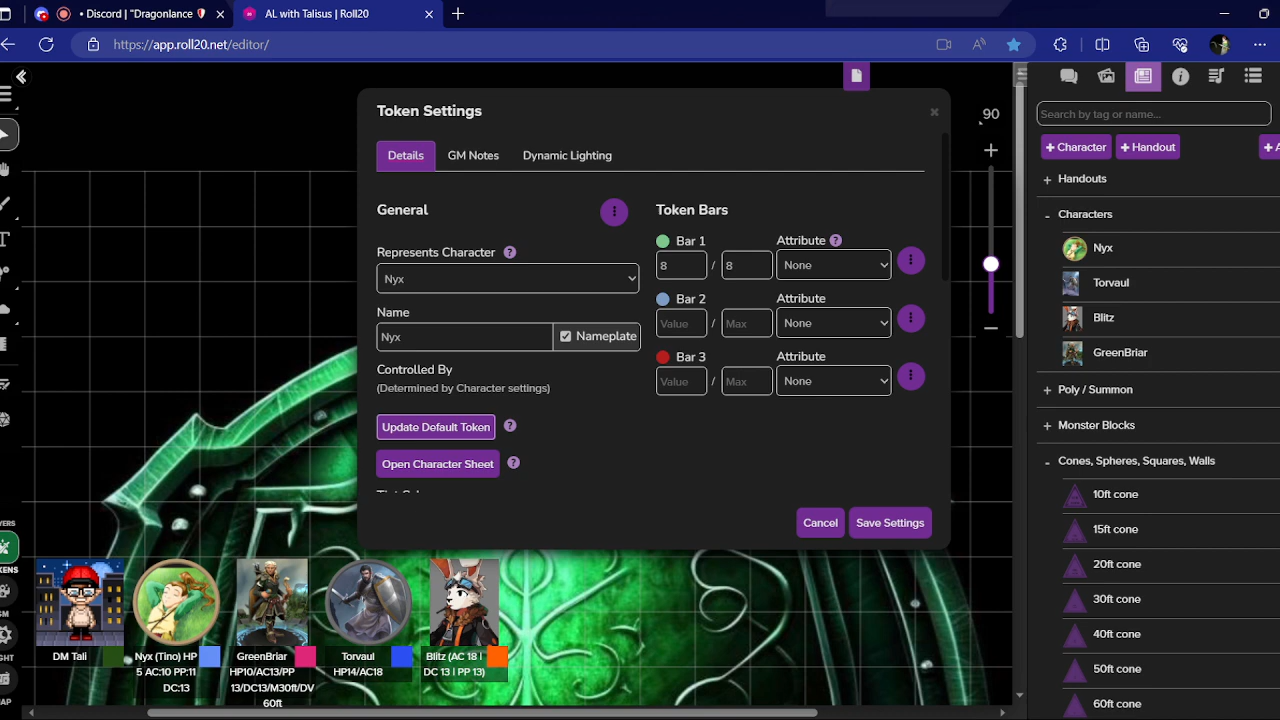 • Discord | "Dragonlance
AL with Talisus | Roll20
https://app.roll20.net/editor/
Token Settings
90
Search by tag or name...
Details
GM Notes
Dynamic Lighting
+ Character
+ Handout
+ A
+ Handouts
General
Token Bars
- Characters
Represents Character ?
Bar 1
Attribute ?
Nyx
8 / 8
None
Nyx
Torvaul
Name
Bar 2
Attribute
Nyx
Nameplate
Value / Max
None
Blitz
GreenBriar
Controlled By
(Determined by Character settings)
Bar 3
Attribute
Value / Max
None
+ Poly / Summon
Update Default Token ?
+ Monster Blocks
Open Character Sheet ?
- Cones, Spheres, Squares, Walls
10ft cone
Cancel
Save Settings
15ft cone
20ft cone
30ft cone
40ft cone
50ft cone
60ft cone
YERS
KENS
SM
GHT
AP
DM Tali
Nyx (Tino) HP
5 AC:10 PP:11
DC:13
GreenBriar
HP10/AC13/PP
13/DC13/M30ft/DV
60ft
Torvaul
HP14/AC18
Blitz (AC 18 |
DC 13 | PP 13)